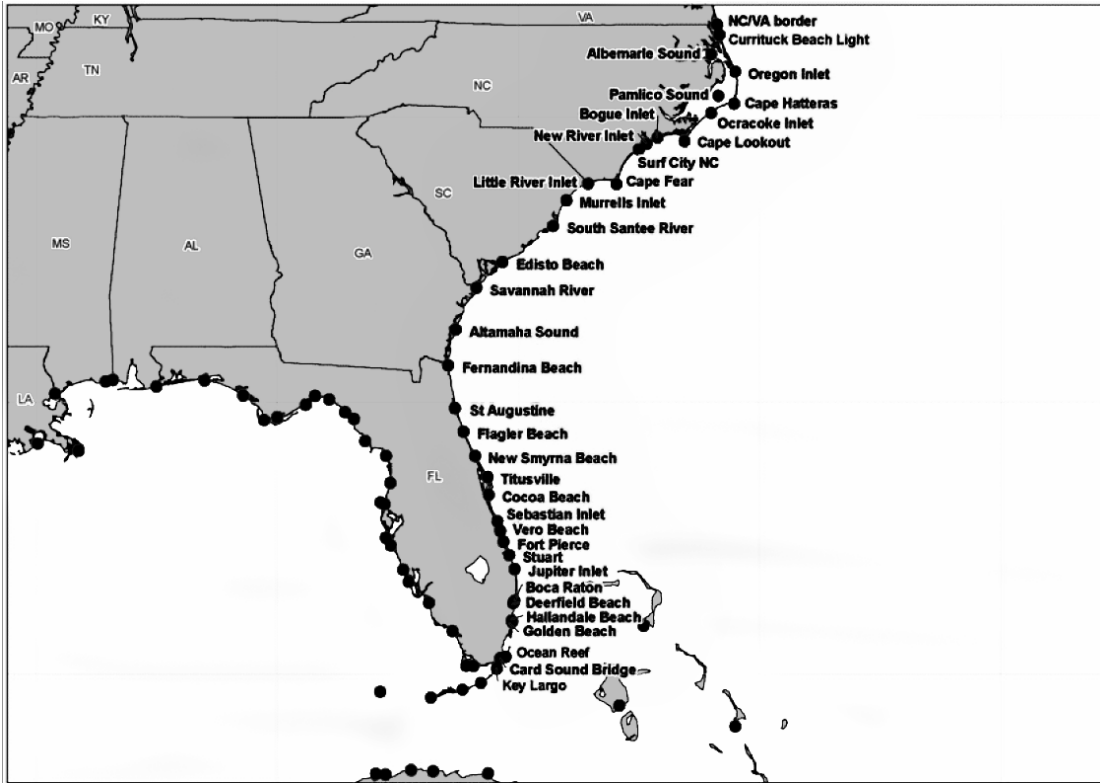 MO
KY
VA
NC/VA border
Currituck Beach Light
Albemarle Sound
AR
TN
NC
Oregon Inlet
Pamlico Sound
Cape Hatteras
Bogue Inlet
Ocracoke Inlet
New River Inlet
Cape Lookout
Surf City NC
Little River Inlet
Cape Fear
SC
Murrells Inlet
South Santee River
MS
AL
GA
Edisto Beach
Savannah River
Altamaha Sound
Fernandina Beach
LA
St Augustine
Flagler Beach
New Smyrna Beach
FL
Titusville
Cocoa Beach
Sebastian Inlet
Vero Beach
Fort Pierce
Stuart
Jupiter Inlet
Boca Raton
Deerfield Beach
Hallandale Beach
Golden Beach
Ocean Reef
Card Sound Bridge
Key Largo